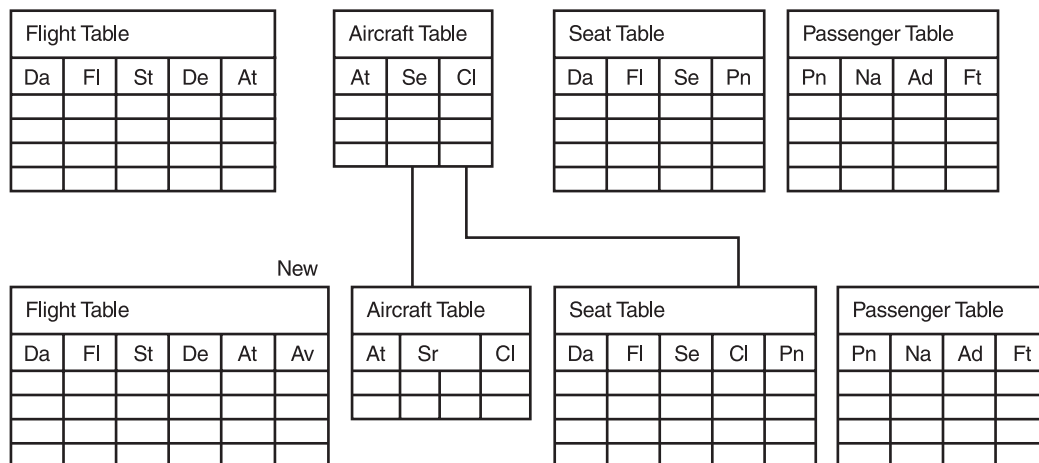 Flight Table
Da Fl St De At
Aircraft Table
At Se Cl
Seat Table
Da Fl Se Pn
Passenger Table
Pn Na Ad Ft
New
Flight Table
Da Fl St De At Av
Aircraft Table
At Sr Cl
Seat Table
Da Fl Se Cl Pn
Passenger Table
Pn Na Ad Ft